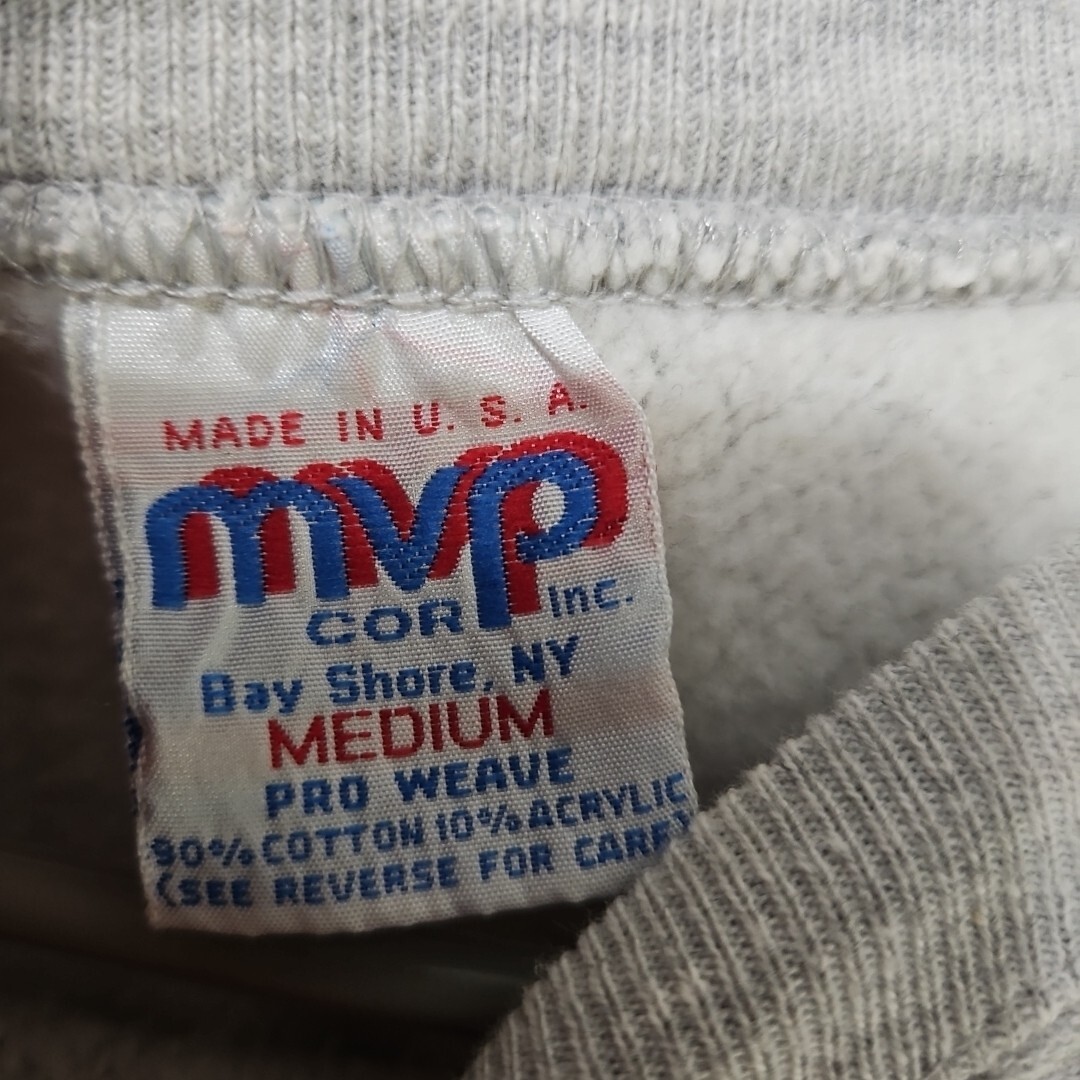 MADE IN U. S. A.
mvp
COR Inc.
Bay Shore, NY
MEDIUM
PRO WEAVE
90% COTTON 10% ACRYLIC
(SEE REVERSE FOR CARE)